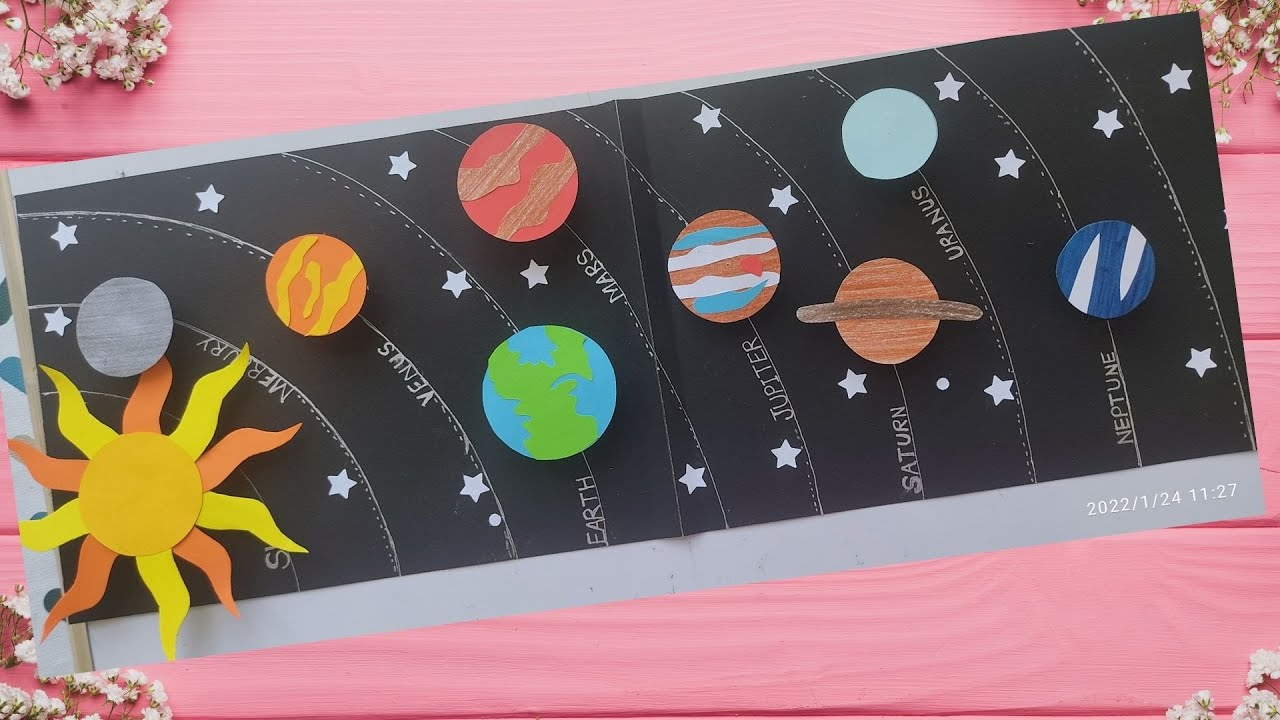 MERCURY
VENUS
EARTH
MARS
JUPITER
SATURN
URANUS
NEPTUNE
2022/1/24 11:27